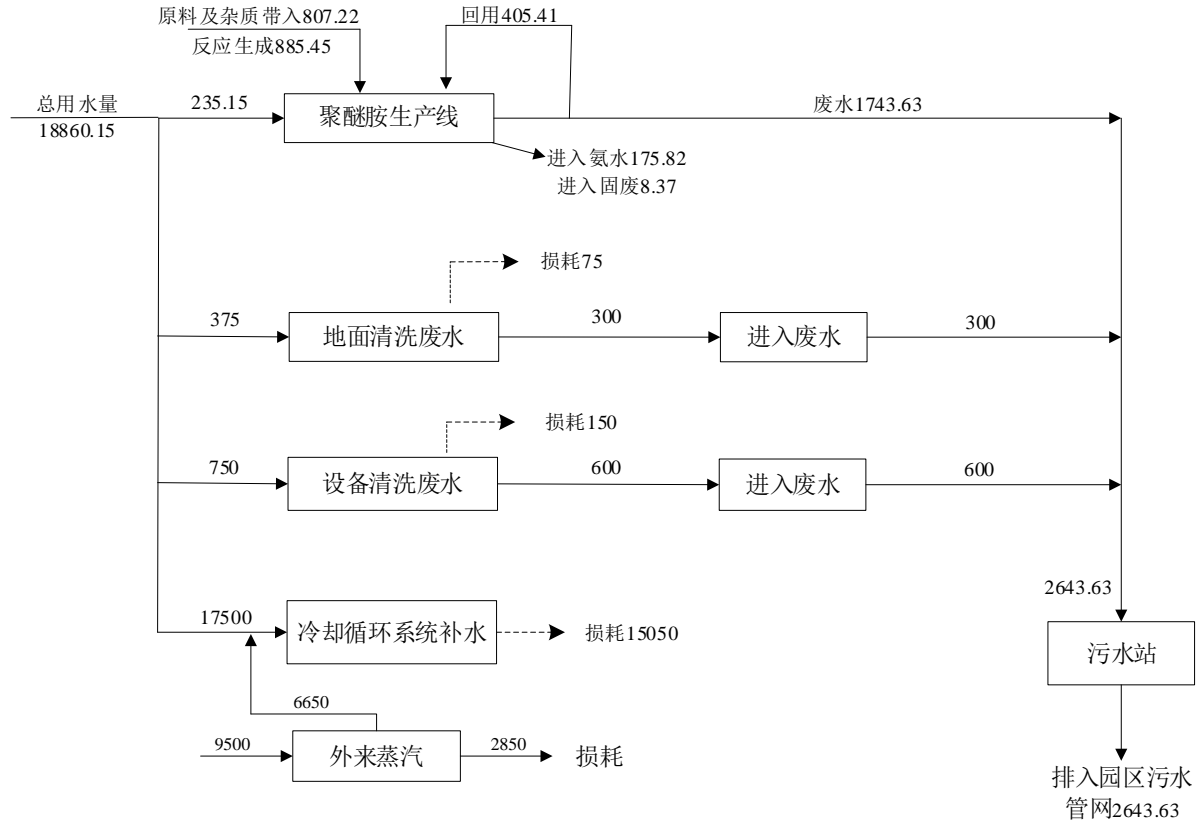 原料及杂质带入807.22
反应生成885.45
回用405.41
总用水量
18860.15
235.15
聚醚胺生产线
废水1743.63
进入氨水175.82
进入固废8.37
损耗75
375
地面清洗废水
300
进入废水
300
损耗150
750
设备清洗废水
600
进入废水
600
2643.63
17500
冷却循环系统补水
损耗15050
污水站
6650
9500
外来蒸汽
2850
损耗
排入园区污水
管网2643.63